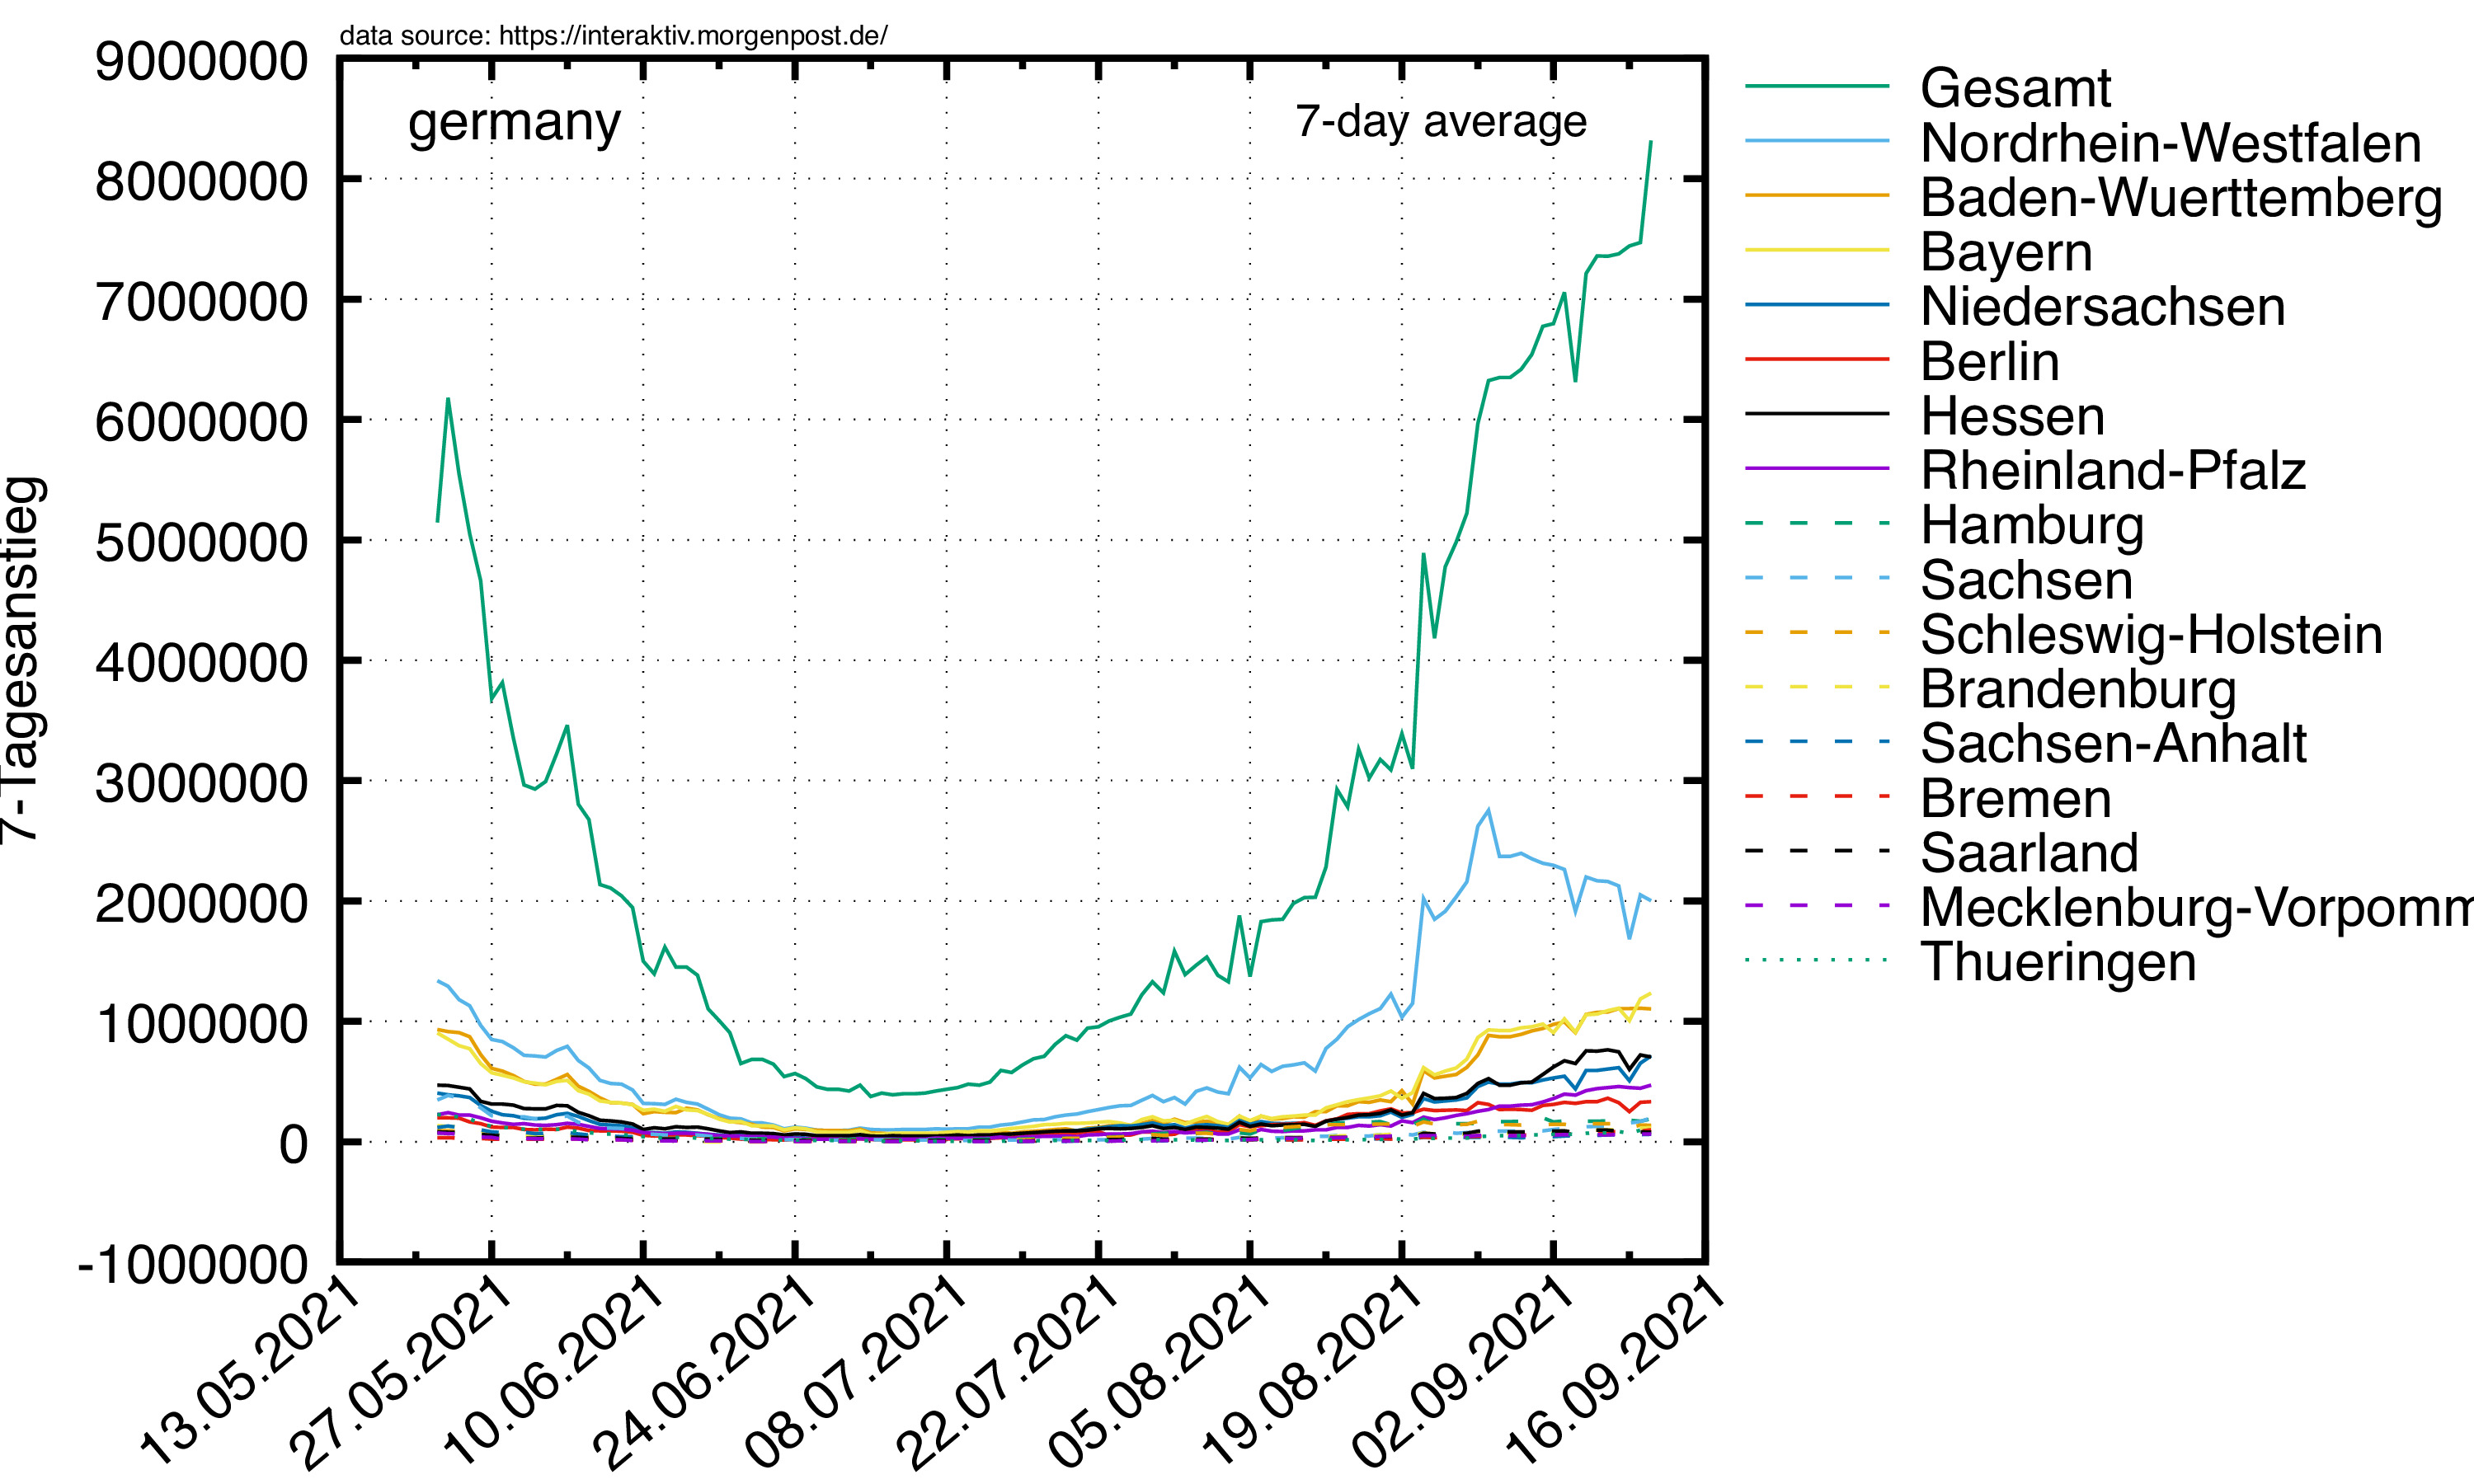 data source: https://interaktiv.morgenpost.de/
germany
7-day average
7-Tagesanstieg
9000000
8000000
7000000
6000000
5000000
4000000
3000000
2000000
1000000
0
-1000000
13.05.2021
27.05.2021
10.06.2021
24.06.2021
08.07.2021
22.07.2021
05.08.2021
19.08.2021
02.09.2021
16.09.2021
Gesamt
Nordrhein-Westfalen
Baden-Wuerttemberg
Bayern
Niedersachsen
Berlin
Hessen
Rheinland-Pfalz
Hamburg
Sachsen
Schleswig-Holstein
Brandenburg
Sachsen-Anhalt
Bremen
Saarland
Mecklenburg-Vorpomm
Thueringen